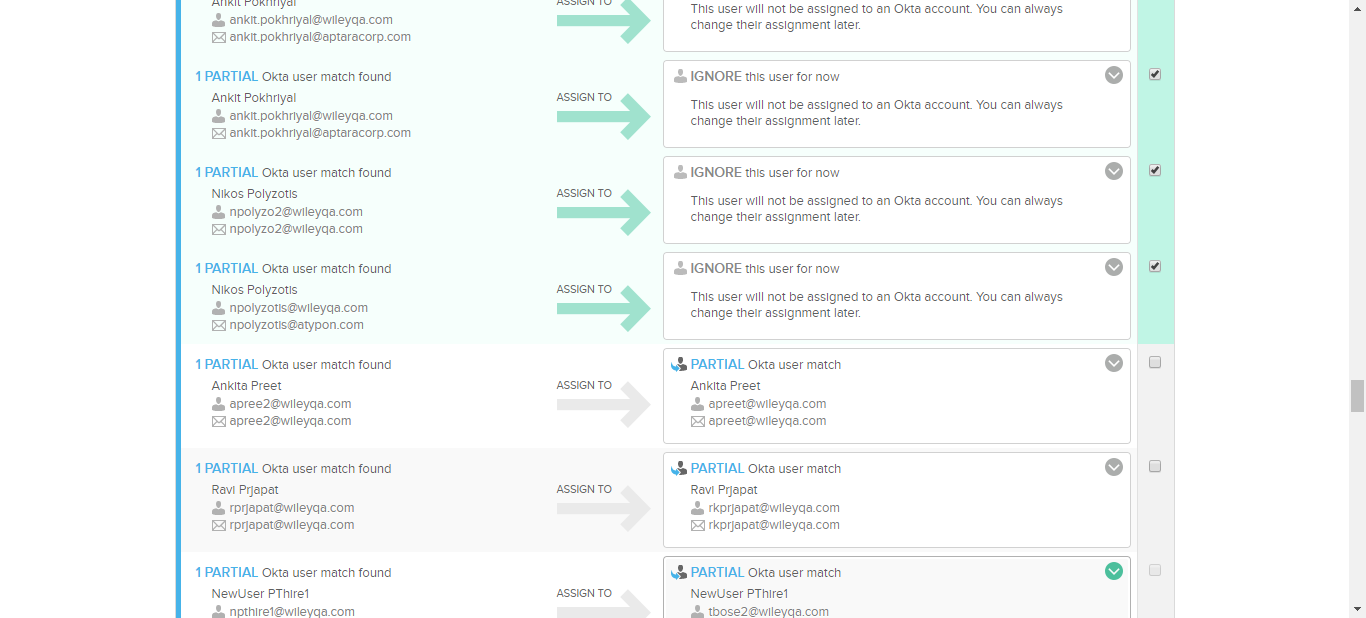 Ankit Pokhriyal
ankit.pokhriyal@wileyqa.com
ankit.pokhriyal@aptaracorp.com
ASSIGN TO
This user will not be assigned to an Okta account. You can always
change their assignment later.
1 PARTIAL Okta user match found
Ankit Pokhriyal
ankit.pokhriyal@wileyqa.com
ankit.pokhriyal@aptaracorp.com
ASSIGN TO
IGNORE this user for now
This user will not be assigned to an Okta account. You can always
change their assignment later.
1 PARTIAL Okta user match found
Nikos Polyzotis
npolyzo2@wileyqa.com
npolyzo2@wileyqa.com
ASSIGN TO
IGNORE this user for now
This user will not be assigned to an Okta account. You can always
change their assignment later.
1 PARTIAL Okta user match found
Nikos Polyzotis
npolyzotis@wileyqa.com
npolyzotis@atypon.com
ASSIGN TO
IGNORE this user for now
This user will not be assigned to an Okta account. You can always
change their assignment later.
1 PARTIAL Okta user match found
Ankita Preet
apree2@wileyqa.com
apree2@wileyqa.com
ASSIGN TO
PARTIAL Okta user match
Ankita Preet
apreet@wileyqa.com
apreet@wileyqa.com
1 PARTIAL Okta user match found
Ravi Prjapat
rprjapat@wileyqa.com
rprjapat@wileyqa.com
ASSIGN TO
PARTIAL Okta user match
Ravi Prjapat
rkprjapat@wileyqa.com
rkprjapat@wileyqa.com
1 PARTIAL Okta user match found
NewUser PThire1
npthire1@wileyqa.com
ASSIGN TO
PARTIAL Okta user match
NewUser PThire1
tbose2@wileyqa.com